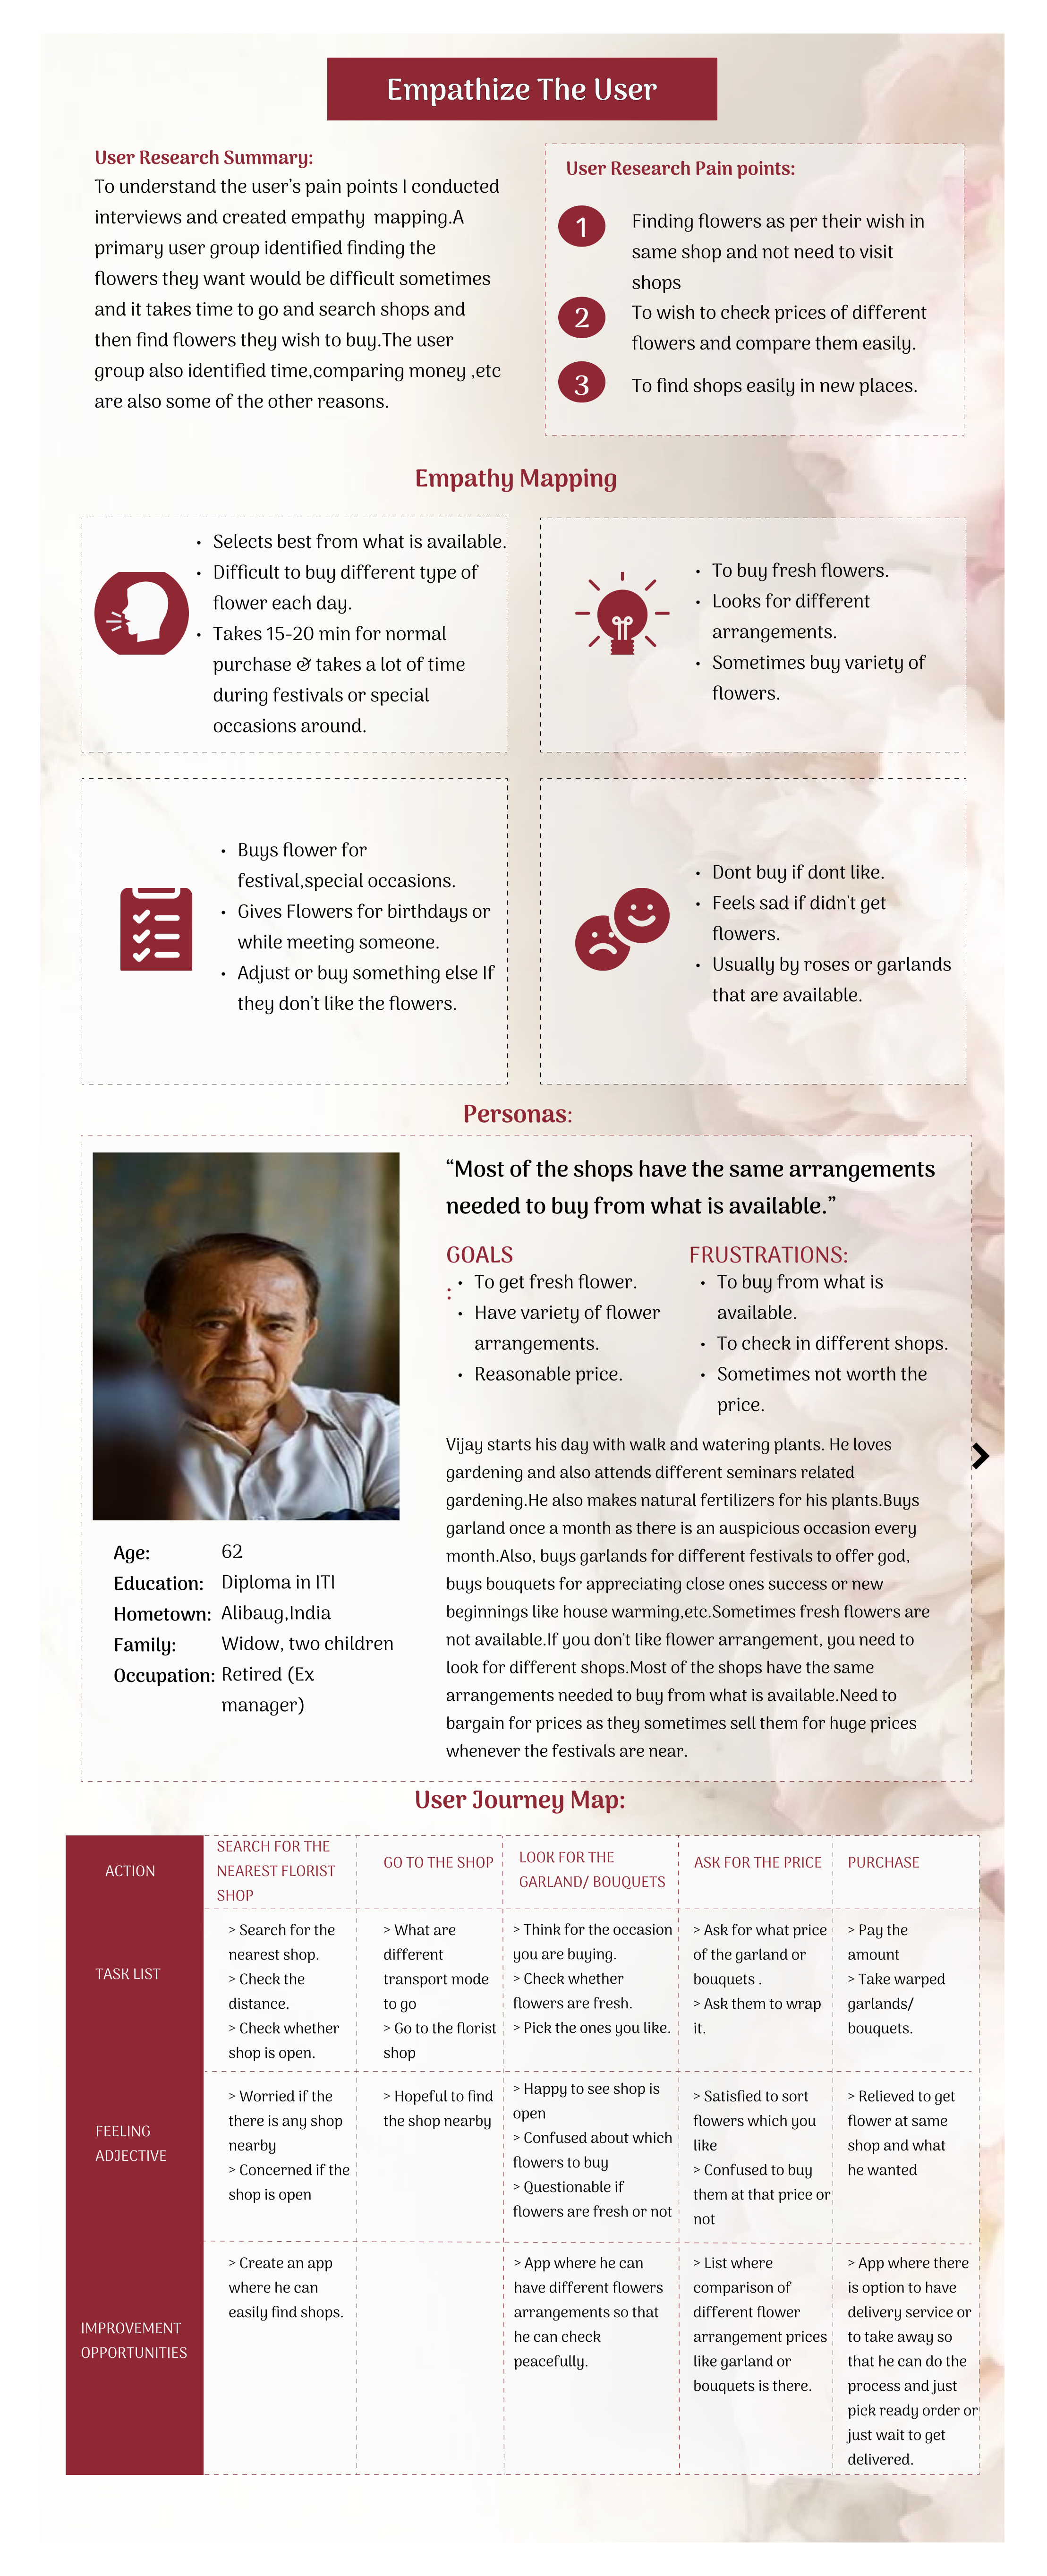 Empathize The User
User Research Summary:
To understand the user's pain points I conducted
interviews and created empathy  mapping.A
primary user group identified finding the
flowers they want would be difficult sometimes
and it takes time to go and search shops and
then find flowers they wish to buy.The user
group also identified time,comparing money ,etc
are also some of the other reasons.
User Research Pain points:
1
Finding flowers as per their wish in
same shop and not need to visit
shops
2
To wish to check prices of different
flowers and compare them easily.
3
To find shops easily in new places.
Empathy Mapping
• Selects best from what is available.
• Difficult to buy different type of
flower each day.
• Takes 15-20 min for normal
purchase & takes a lot of time
during festivals or special
occasions around.
• To buy fresh flowers.
• Looks for different
arrangements.
• Sometimes buy variety of
flowers.
• Buys flower for
festival,special occasions.
• Gives Flowers for birthdays or
while meeting someone.
• Adjust or buy something else If
they don't like the flowers.
• Dont buy if dont like.
• Feels sad if didn't get
flowers.
• Usually by roses or garlands
that are available.
Personas:
“Most of the shops have the same arrangements
needed to buy from what is available.”
GOALS
:
• To get fresh flower.
• Have variety of flower
arrangements.
• Reasonable price.
FRUSTRATIONS:
• To buy from what is
available.
• To check in different shops.
• Sometimes not worth the
price.
Vijay starts his day with walk and watering plants. He loves
gardening and also attends different seminars related
gardening.He also makes natural fertilizers for his plants.Buys
garland once a month as there is an auspicious occasion every
month.Also, buys garlands for different festivals to offer god,
buys bouquets for appreciating close ones success or new
beginnings like house warming,etc.Sometimes fresh flowers are
not available.If you don't like flower arrangement, you need to
look for different shops.Most of the shops have the same
arrangements needed to buy from what is available.Need to
bargain for prices as they sometimes sell them for huge prices
whenever the festivals are near.
Age: 62
Education: Diploma in ITI
Hometown: Alibaug,India
Family: Widow, two children
Occupation: Retired (Ex
manager)
User Journey Map:
ACTION
SEARCH FOR THE
NEAREST FLORIST
SHOP
GO TO THE SHOP
LOOK FOR THE
GARLAND/ BOUQUETS
ASK FOR THE PRICE
PURCHASE
TASK LIST
> Search for the
nearest shop.
> Check the
distance.
> Check whether
shop is open.
> What are
different
transport mode
to go
> Go to the florist
shop
> Think for the occasion
you are buying.
> Check whether
flowers are fresh.
> Pick the ones you like.
> Ask for what price
of the garland or
bouquets .
> Ask them to wrap
it.
> Pay the
amount
> Take warped
garlands/
bouquets.
FEELING
ADJECTIVE
> Worried if the
there is any shop
nearby
> Concerned if the
shop is open
> Hopeful to find
the shop nearby
> Happy to see shop is
open
> Confused about which
flowers to buy
> Questionable if
flowers are fresh or not
> Satisfied to sort
flowers which you
like
> Confused to buy
them at that price or
not
> Relieved to get
flower at same
shop and what
he wanted
IMPROVEMENT
OPPORTUNITIES
> Create an app
where he can
easily find shops.
> App where he can
have different flowers
arrangements so that
he can check
peacefully.
> List where
comparison of
different flower
arrangement prices
like garland or
bouquets is there.
> App where there
is option to have
delivery service or
to take away so
that he can do the
process and just
pick ready order or
just wait to get
delivered.